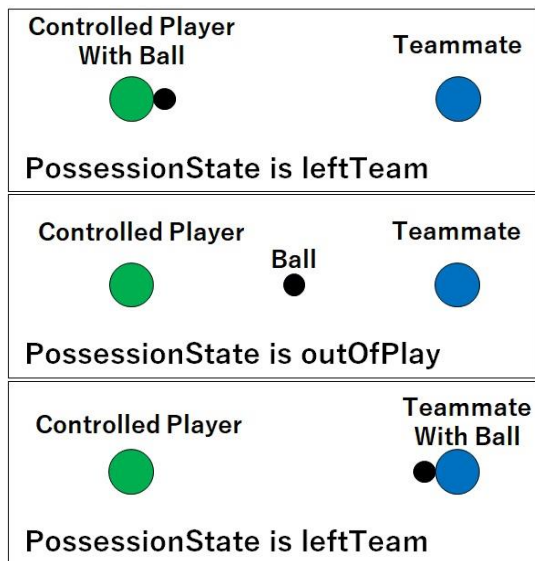 Controlled Player
With Ball
Teammate
PossessionState is leftTeam
Controlled Player
Ball
Teammate
PossessionState is outOfPlay
Controlled Player
Teammate
With Ball
PossessionState is leftTeam